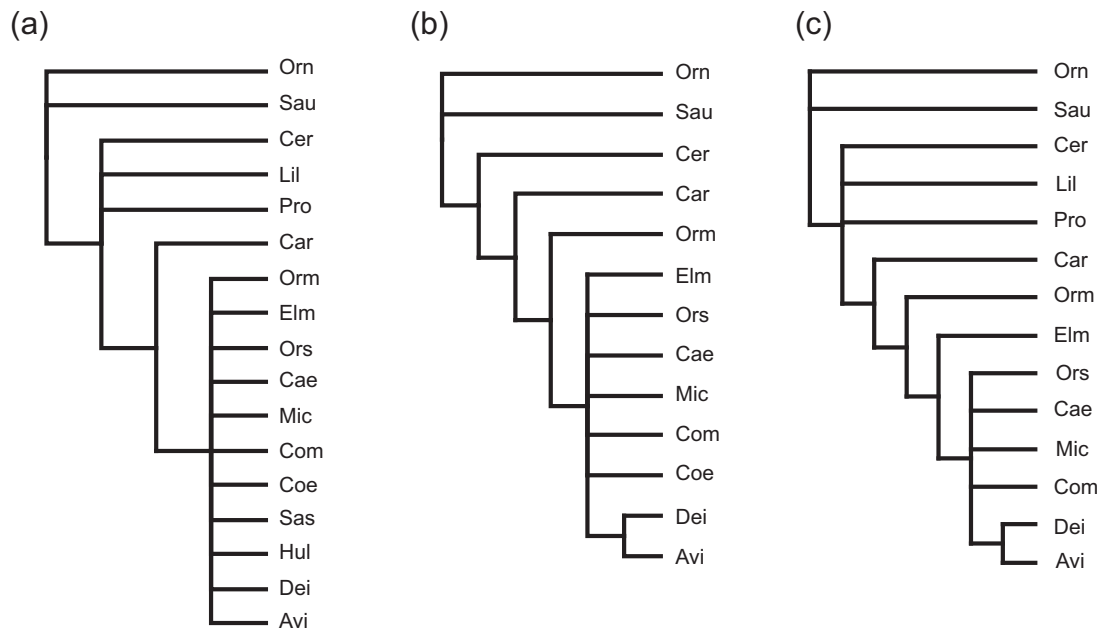 (a)
Orn
Sau
Cer
Lil
Pro
Car
Orm
Elm
Ors
Cae
Mic
Com
Coe
Sas
Hul
Dei
Avi
(b)
Orn
Sau
Cer
Car
Orm
Elm
Ors
Cae
Mic
Com
Coe
Dei
Avi
(c)
Orn
Sau
Cer
Lil
Pro
Car
Orm
Elm
Ors
Cae
Mic
Com
Dei
Avi